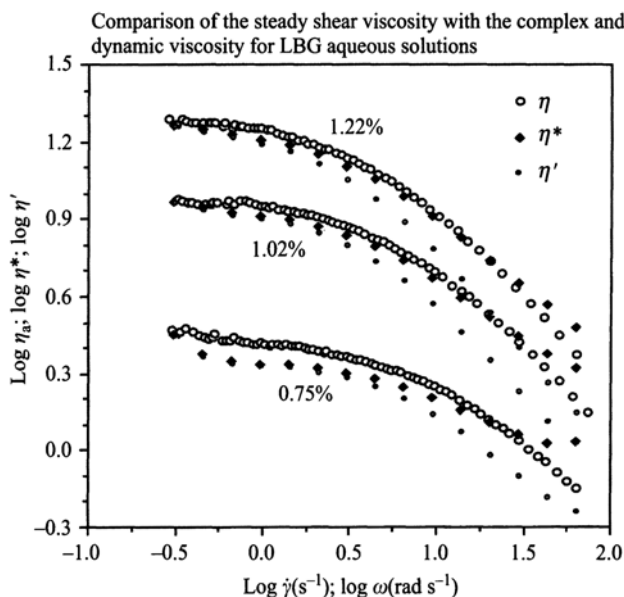 Comparison of the steady shear viscosity with the complex and
dynamic viscosity for LBG aqueous solutions
1.5
1.2
0.9
0.6
0.3
0.0
−0.3
Log ηₐ; log η*; log η′
1.22%
1.02%
0.75%
η
η*
η′
−1.0
−0.5
0.0
0.5
1.0
1.5
2.0
Log γ̇(s⁻¹); log ω(rad s⁻¹)